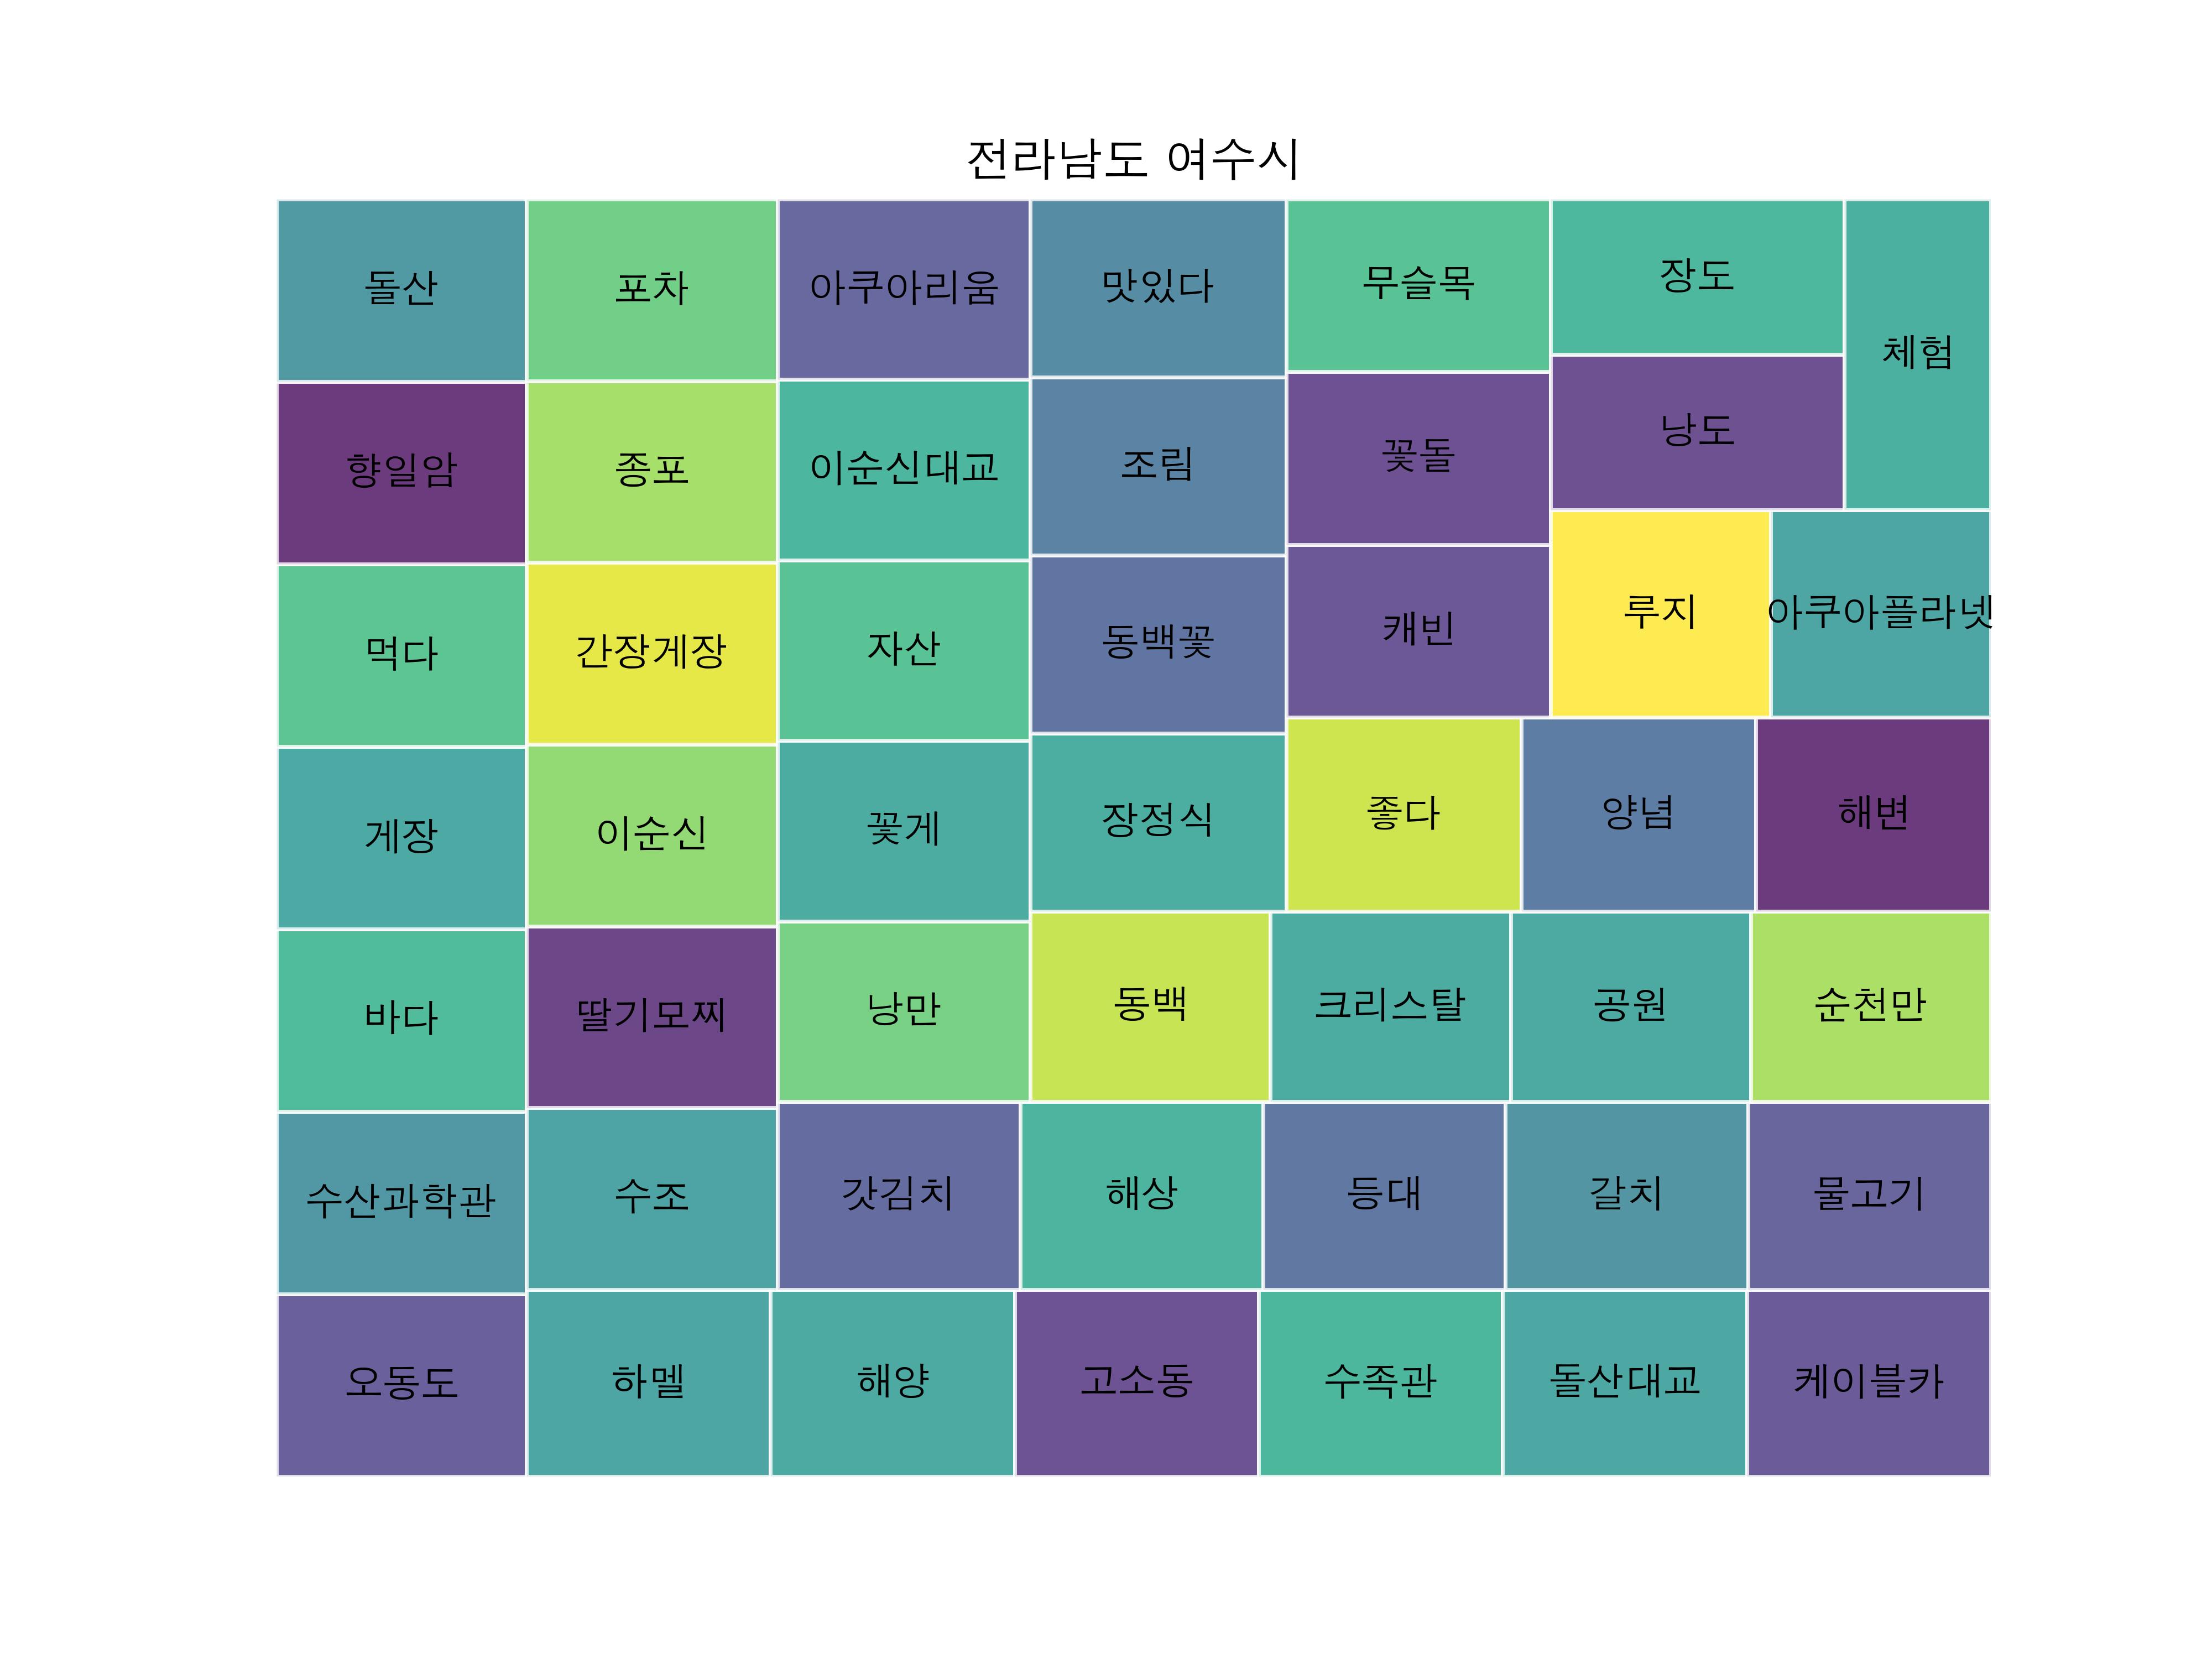 전라남도 여수시
돌산
포차
아쿠아리움
맛있다
무슬목
장도
체험
향일암
종포
이순신대교
조림
꽃돌
낭도
먹다
간장게장
자산
동백꽃
캐빈
루지
아쿠아플라넷
게장
이순신
꽃게
장정식
좋다
양념
해변
바다
딸기모찌
낭만
동백
크리스탈
공원
순천만
수산과학관
수조
갓김치
해상
등대
갈치
물고기
오동도
하멜
해양
고소동
수족관
돌산대교
케이블카